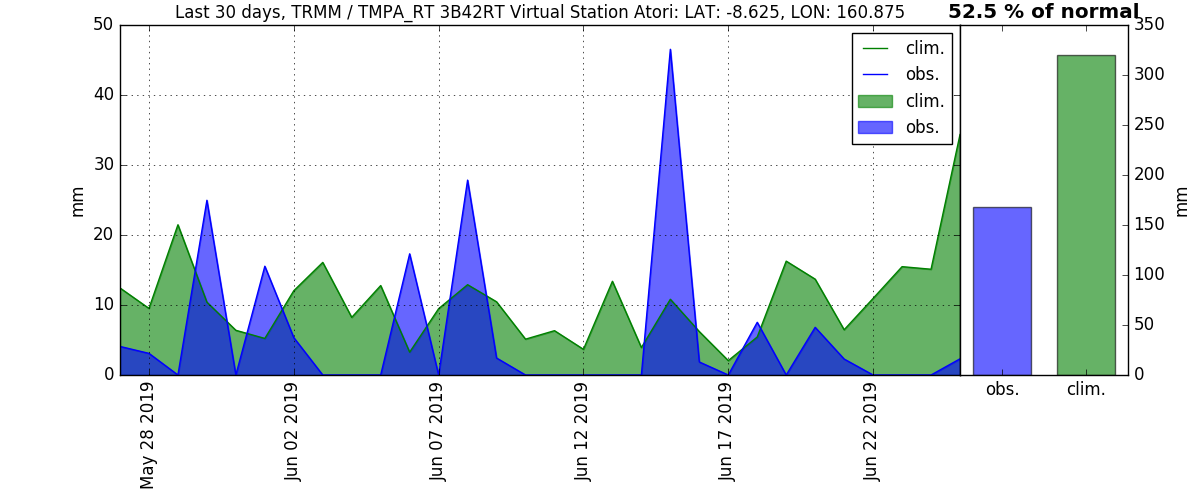 Last 30 days, TRMM / TMPA_RT 3B42RT Virtual Station Atori: LAT: -8.625, LON: 160.875
52.5 % of normal
50
40
30
20
10
0
mm
clim.
obs.
clim.
obs.
350
300
250
200
150
100
50
0
mm
obs.
clim.
May 28 2019
Jun 02 2019
Jun 07 2019
Jun 12 2019
Jun 17 2019
Jun 22 2019